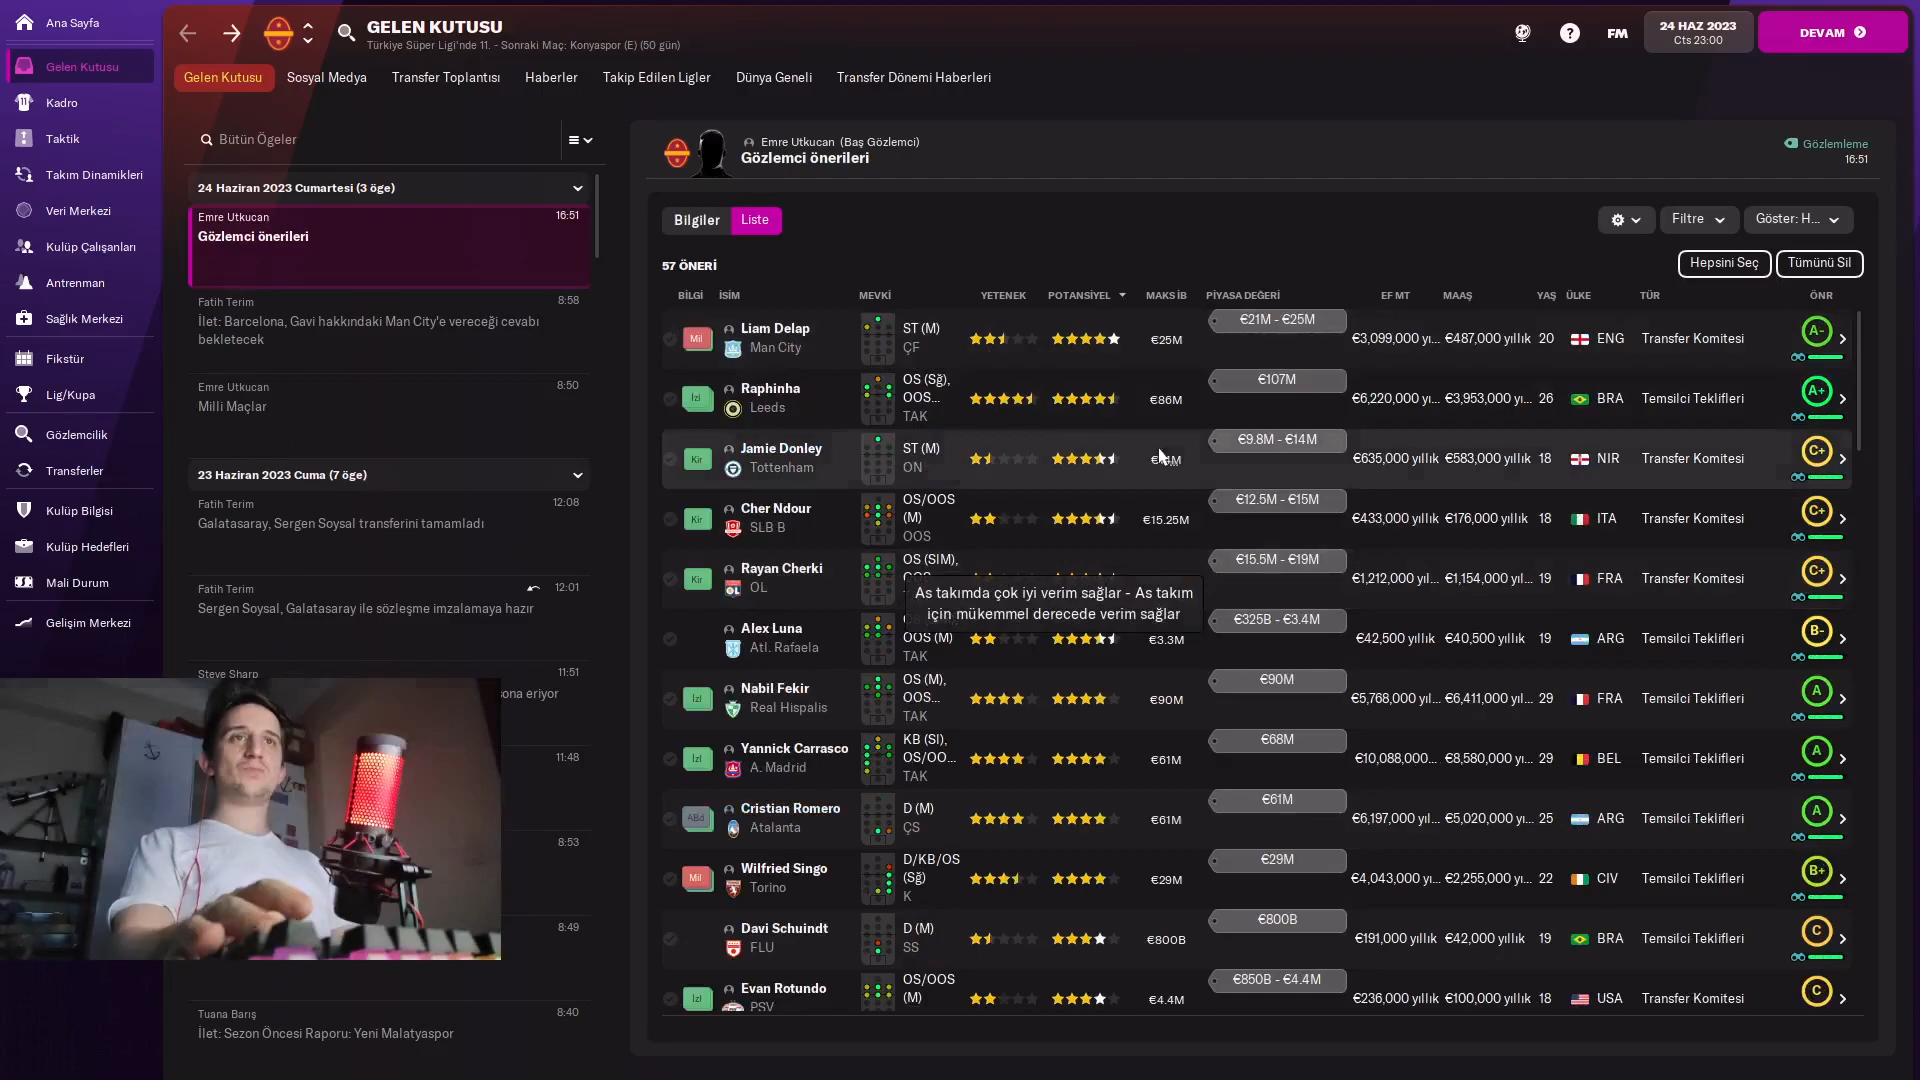 Ana Sayfa
Gelen Kutusu
Kadro
Taktik
Takım Dinamikleri
Veri Merkezi
Kulüp Çalışanları
Antrenman
Sağlık Merkezi
Fikstür
Lig/Kupa
Gözlemcilik
Transferler
Kulüp Bilgisi
Kulüp Hedefleri
Mali Durum
Gelişim Merkezi
GELEN KUTUSU
Türkiye Süper Ligi'nde 11. - Sonraki Maç: Konyaspor (E) (50 gün)
FM
24 HAZ 2023
Cts 23:00
DEVAM
Gelen Kutusu Sosyal Medya Transfer Toplantısı Haberler Takip Edilen Ligler Dünya Geneli Transfer Dönemi Haberleri
Bütün Ögeler
24 Haziran 2023 Cumartesi (3 öge)
Emre Utkucan 16:51
Gözlemci önerileri
Fatih Terim 8:58
İlet: Barcelona, Gavi hakkındaki Man City'e vereceği cevabı
bekletecek
Emre Utkucan 8:50
Milli Maçlar
23 Haziran 2023 Cuma (7 öge)
Fatih Terim 12:08
Galatasaray, Sergen Soysal transferini tamamladı
Fatih Terim 12:01
Sergen Soysal, Galatasaray ile sözleşme imzalamaya hazır
Steve Sharp 11:51
sona eriyor
11:48
8:53
8:49
Tuana Barış 8:40
İlet: Sezon Öncesi Raporu: Yeni Malatyaspor
Emre Utkucan (Baş Gözlemci)
Gözlemci önerileri
Gözlemleme
16:51
Bilgiler Liste
Filtre Göster: H...
57 ÖNERİ
Hepsini Seç Tümünü Sil
BİLGİ İSİM MEVKİ YETENEK POTANSİYEL MAKS İB PİYASA DEĞERİ EF MT MAAŞ YAŞ ÜLKE TÜR ÖNR
Mil Liam Delap Man City ST (M) ÇF €25M €21M - €25M €3,099,000 yı... €487,000 yıllık 20 ENG Transfer Komitesi A-
İzl Raphinha Leeds OS (Sğ), OOS... TAK €86M €107M €6,220,000 yı... €3,953,000 yı... 26 BRA Temsilci Teklifleri A+
Kir Jamie Donley Tottenham ST (M) ON €9.8M - €14M €635,000 yıllık €583,000 yıllık 18 NIR Transfer Komitesi C+
Kir Cher Ndour SLB B OS/OOS (M) OOS €15.25M €12.5M - €15M €433,000 yıllık €176,000 yıllık 18 ITA Transfer Komitesi C+
Kir Rayan Cherki OL OS (SlM), €15.5M - €19M €1,212,000 yı... €1,154,000 yı... 19 FRA Transfer Komitesi C+
As takımda çok iyi verim sağlar - As takım
için mükemmel derecede verim sağlar
Alex Luna Atl. Rafaela OOS (M) TAK €3.3M €325B - €3.4M €42,500 yıllık €40,500 yıllık 19 ARG Transfer Komitesi B-
İzl Nabil Fekir Real Hispalis OS (M), OOS... TAK €90M €90M €5,768,000 yı... €6,411,000 yı... 29 FRA Temsilci Teklifleri A
İzl Yannick Carrasco A. Madrid KB (Sl), OS/OO... TAK €61M €68M €10,088,000... €8,580,000 yı... 29 BEL Temsilci Teklifleri A
ABd Cristian Romero Atalanta D (M) ÇS €61M €61M €6,197,000 yı... €5,020,000 yı... 25 ARG Temsilci Teklifleri A
Mil Wilfried Singo Torino D/KB/OS (Sğ) K €29M €29M €4,043,000 yı... €2,255,000 yı... 22 CIV Temsilci Teklifleri B+
Davi Schuindt FLU D (M) SS €800B €800B €191,000 yıllık €42,000 yıllık 19 BRA Temsilci Teklifleri C
İzl Evan Rotundo PSV OS/OOS (M) €4.4M €850B - €4.4M €236,000 yıllık €100,000 yıllık 18 USA Transfer Komitesi C